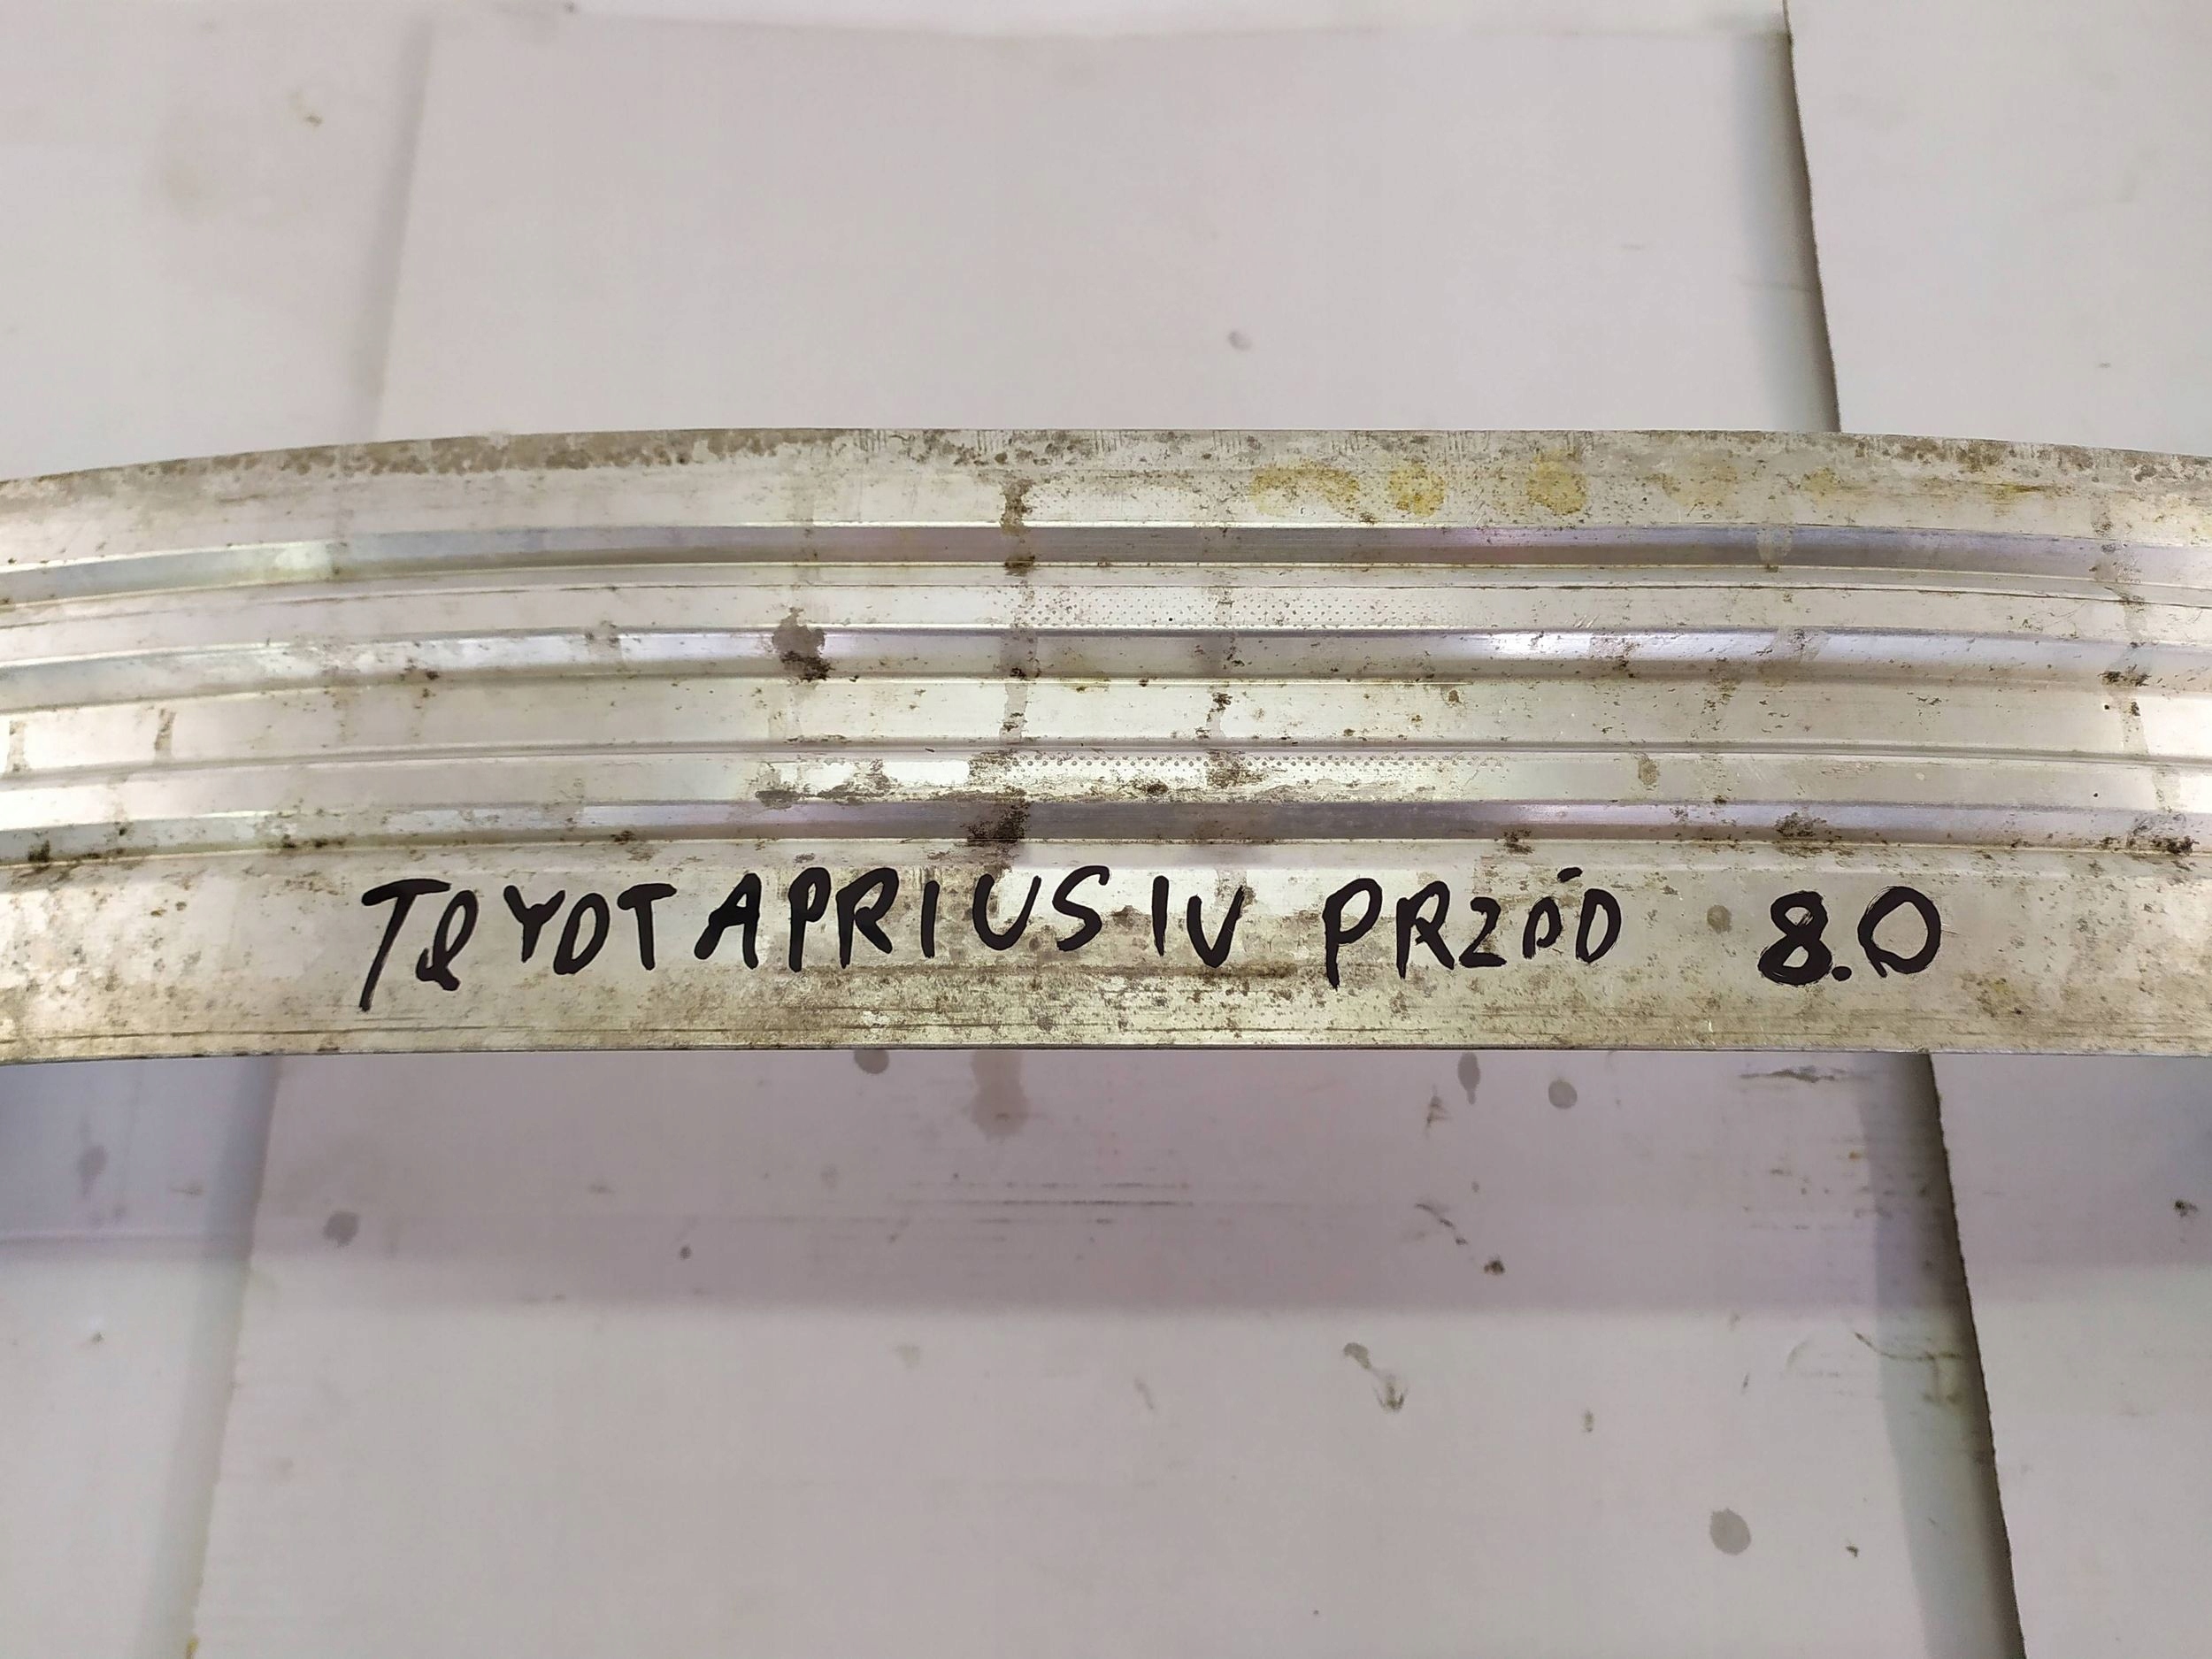 TOYOTA PRIUS IV PRZÓD 8.0